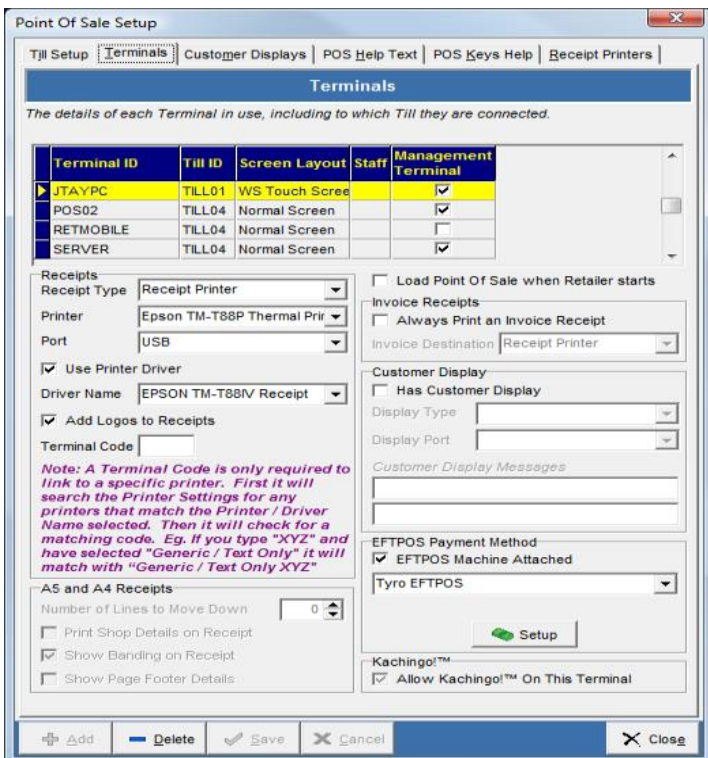 Point Of Sale Setup
Till Setup Terminals Customer Displays POS Help Text POS Keys Help Receipt Printers
Terminals
The details of each Terminal in use, including to which Till they are connected.
Terminal ID Till ID Screen Layout Staff Management Terminal
JTAYPC TILL01 WS Touch Scree
POS02 TILL04 Normal Screen
RETMOBILE TILL04 Normal Screen
SERVER TILL04 Normal Screen
Receipts
Receipt Type Receipt Printer
Printer Epson TM-T88P Thermal Prir
Port USB
Use Printer Driver
Driver Name EPSON TM-T88IV Receipt
Add Logos to Receipts
Terminal Code
Note: A Terminal Code is only required to
link to a specific printer. First it will
search the Printer Settings for any
printers that match the Printer / Driver
Name selected. Then it will check for a
matching code. Eg. If you type "XYZ" and
have selected "Generic / Text Only" it will
match with “Generic / Text Only XYZ"
A5 and A4 Receipts
Number of Lines to Move Down 0
Print Shop Details on Receipt
Show Banding on Receipt
Show Page Footer Details
Load Point Of Sale when Retailer starts
Invoice Receipts
Always Print an Invoice Receipt
Invoice Destination Receipt Printer
Customer Display
Has Customer Display
Display Type
Display Port
Customer Display Messages
EFTPOS Payment Method
EFTPOS Machine Attached
Tyro EFTPOS
Setup
Kachingo!™
Allow Kachingo!™ On This Terminal
Add Delete Save Cancel Close